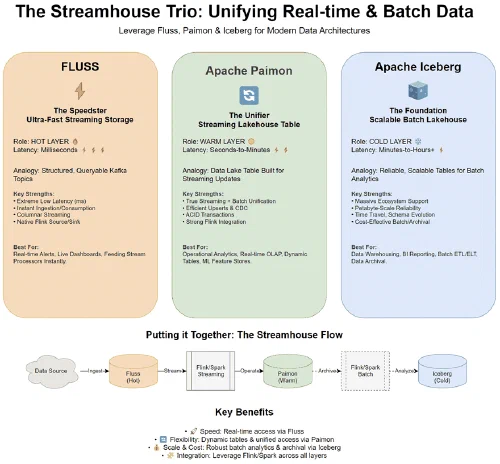 The Streamhouse Trio: Unifying Real-time & Batch Data
Leverage Fluss, Paimon & Iceberg for Modern Data Architectures
FLUSS
The Speedster
Ultra-Fast Streaming Storage
Role: HOT LAYER
Latency: Milliseconds
Analogy: Structured, Queryable Kafka
Topics
Key Strengths:
• Extreme Low Latency (ms)
• Instant Ingestion/Consumption
• Columnar Streaming
• Native Flink Source/Sink
Best For:
Real-time Alerts, Live Dashboards, Feeding Stream
Processors Instantly.
Apache Paimon
The Unifier
Streaming Lakehouse Table
Role: WARM LAYER
Latency: Seconds-to-Minutes
Analogy: Data Lake Table Built for
Streaming Updates
Key Strengths:
• True Streaming + Batch Unification
• Efficient Upserts & CDC
• ACID Transactions
• Strong Flink Integration
Best For:
Operational Analytics, Real-time OLAP, Dynamic
Tables, ML Feature Stores.
Apache Iceberg
The Foundation
Scalable Batch Lakehouse
Role: COLD LAYER
Latency: Minutes-to-Hours+
Analogy: Reliable, Scalable Tables for Batch
Analytics
Key Strengths:
• Massive Ecosystem Support
• Petabyte-Scale Reliability
• Time Travel, Schema Evolution
• Cost-Effective Batch/Archival
Best For:
Data Warehousing, BI Reporting, Batch ETL/ELT,
Data Archival.
Putting it Together: The Streamhouse Flow
Data Source
Ingest
Fluss
(Hot)
Stream
Flink/Spark
Streaming
Operate
Paimon
(Warm)
Archive
Flink/Spark
Batch
Analyze
Iceberg
(Cold)
Key Benefits
• Speed: Real-time access via Fluss
• Flexibility: Dynamic tables & unified access via Paimon
• Scale & Cost: Robust batch analytics & archival via Iceberg
• Integration: Leverage Flink/Spark across all layers